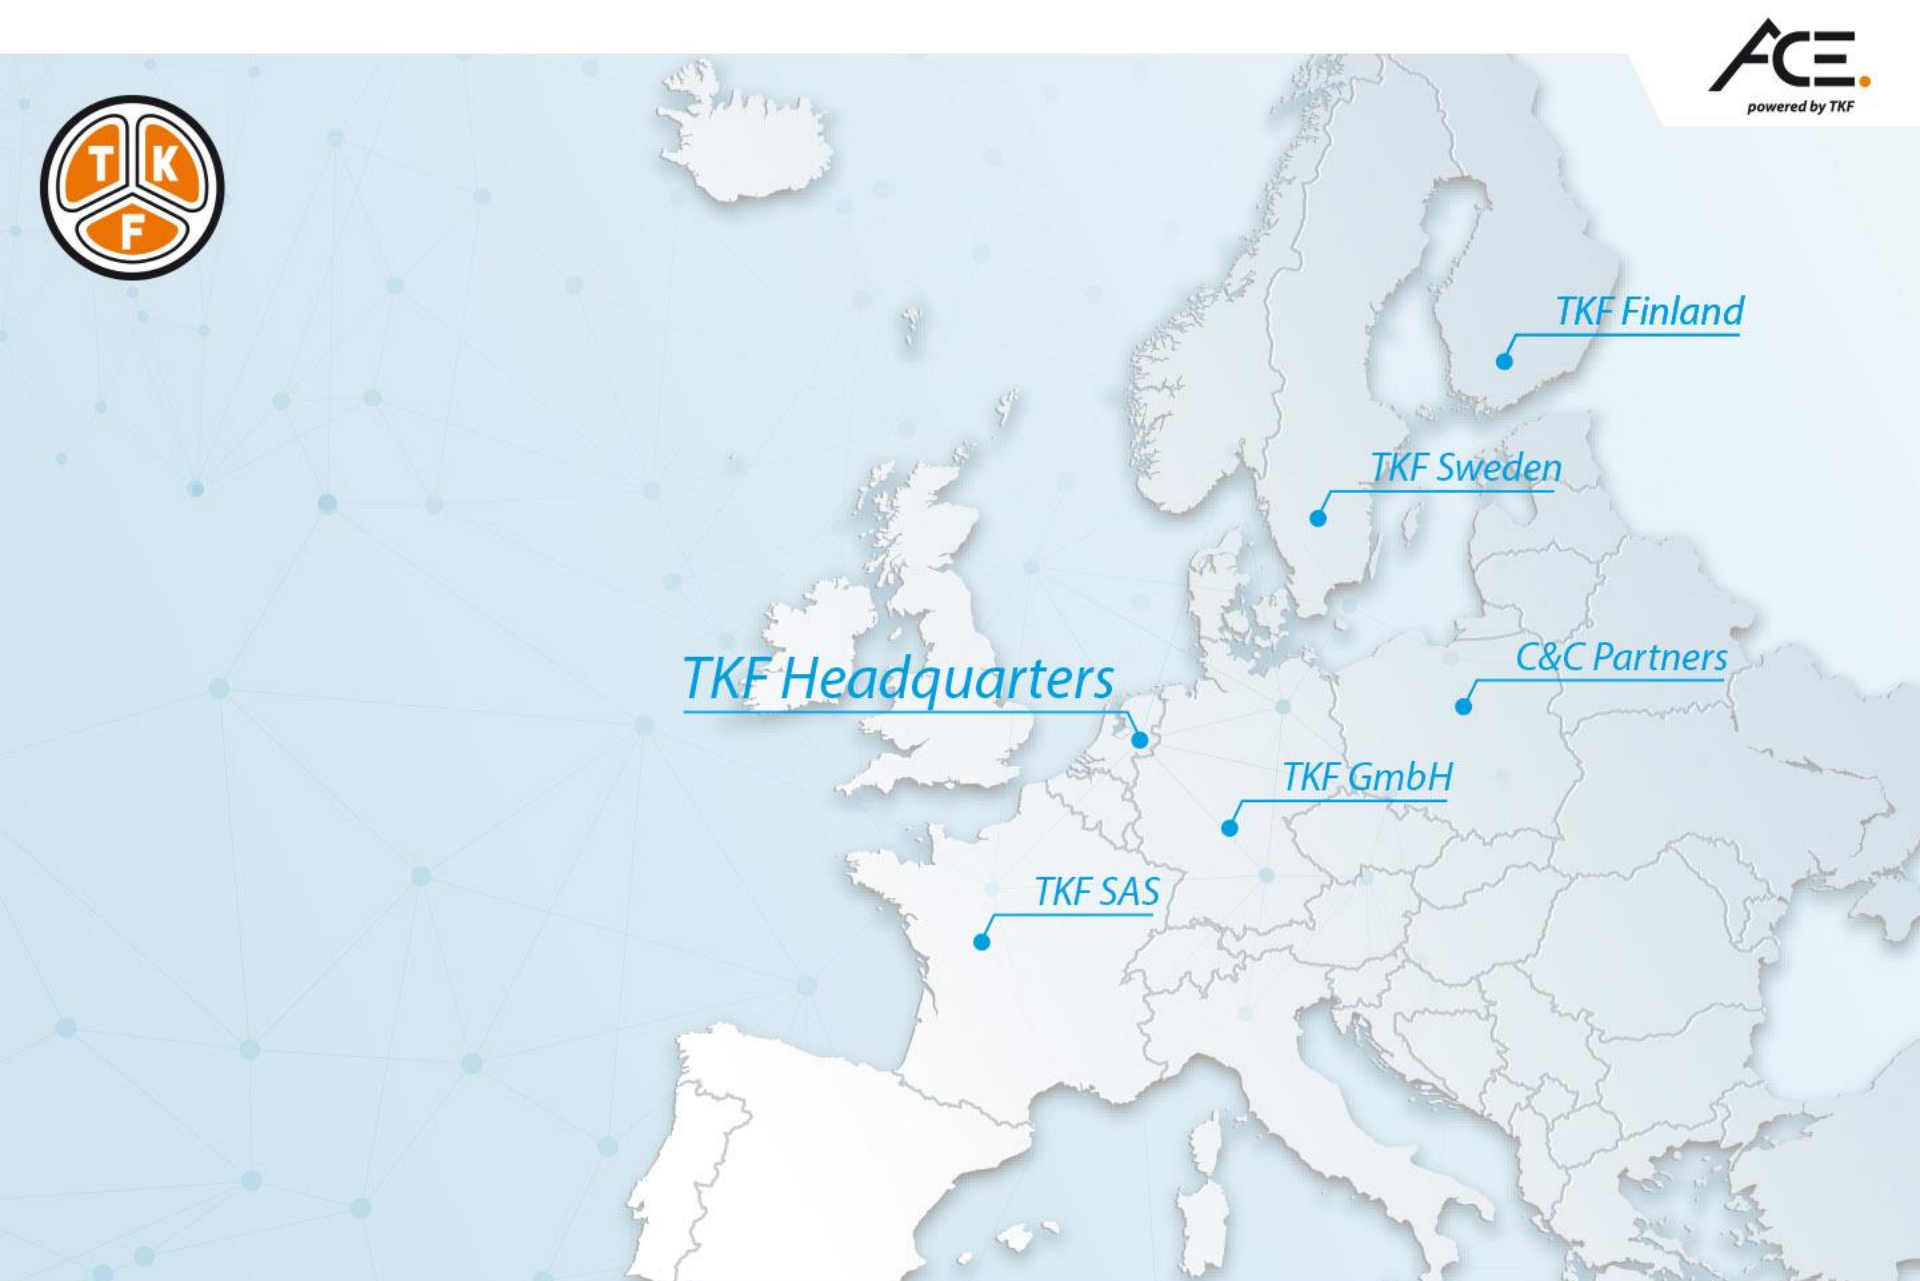 ACE.
powered by TKF
T K
F
TKF Finland
TKF Sweden
C&C Partners
TKF Headquarters
TKF GmbH
TKF SAS